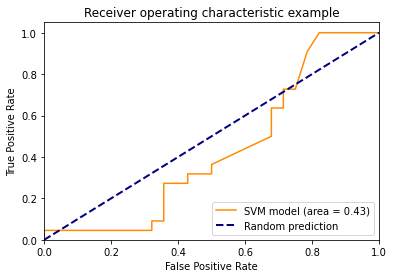 Receiver operating characteristic example
1.0
0.8
0.6
0.4
0.2
0.0
True Positive Rate
SVM model (area = 0.43)
Random prediction
0.0 0.2 0.4 0.6 0.8 1.0
False Positive Rate